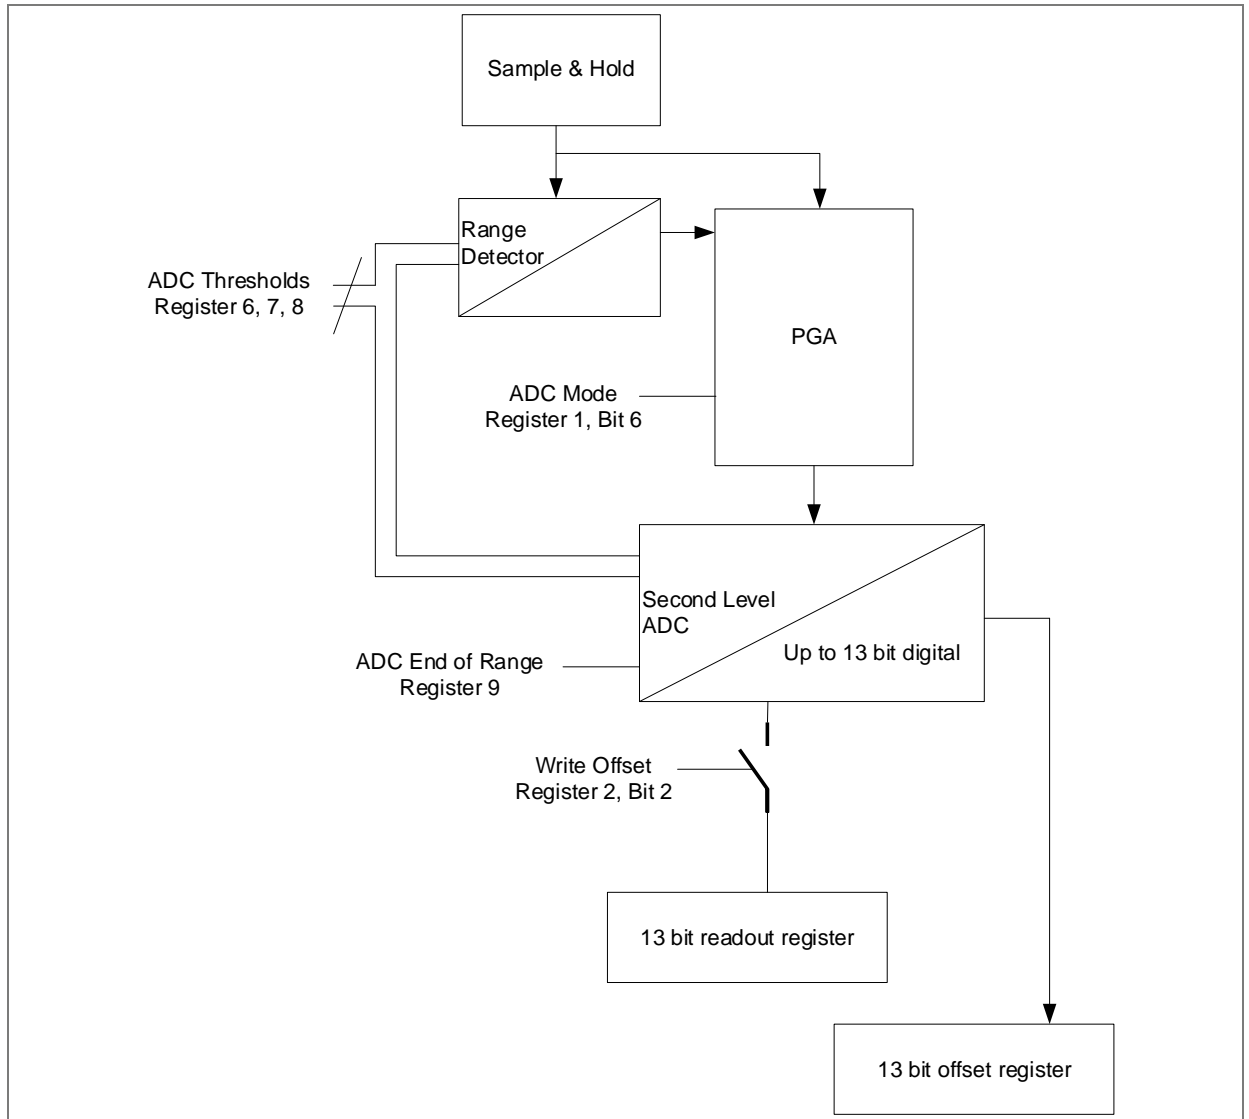 Sample & Hold
Range
Detector
ADC Thresholds
Register 6, 7, 8
PGA
ADC Mode
Register 1, Bit 6
Second Level
ADC
Up to 13 bit digital
ADC End of Range
Register 9
Write Offset
Register 2, Bit 2
13 bit readout register
13 bit offset register